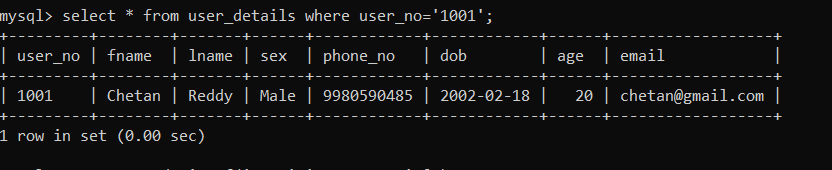 mysql> select * from user_details where user_no='1001';
+---------+--------+-------+------+------------+------------+------+------------------+
| user_no | fname  | lname | sex  | phone_no   | dob        | age  | email            |
+---------+--------+-------+------+------------+------------+------+------------------+
| 1001    | Chetan | Reddy | Male | 9980590485 | 2002-02-18 |   20 | chetan@gmail.com |
+---------+--------+-------+------+------------+------------+------+------------------+
1 row in set (0.00 sec)